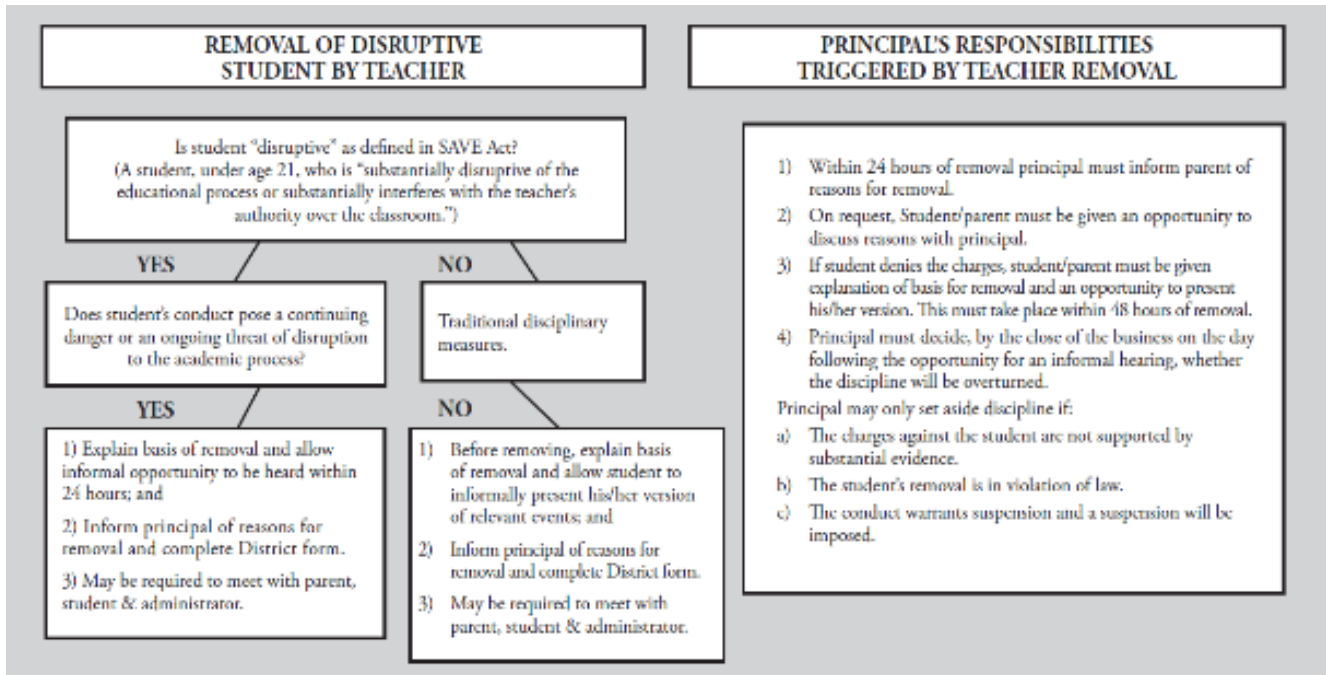 REMOVAL OF DISRUPTIVE
STUDENT BY TEACHER
Is student "disruptive" as defined in SAVE Act?
(A student, under age 21, who is "substantially disruptive of the
educational process or substantially interferes with the teacher's
authority over the classroom.")
YES
NO
Does student's conduct pose a continuing
danger or an ongoing threat of disruption
to the academic process?
Traditional disciplinary
measures.
YES
NO
1) Explain basis of removal and allow
informal opportunity to be heard within
24 hours; and
2) Inform principal of reasons for
removal and complete District form.
3) May be required to meet with parent,
student & administrator.
1) Before removing, explain basis
of removal and allow student to
informally present his/her version
of relevant events; and
2) Inform principal of reasons for
removal and complete District form.
3) May be required to meet with
parent, student & administrator.
PRINCIPAL'S RESPONSIBILITIES
TRIGGERED BY TEACHER REMOVAL
1) Within 24 hours of removal principal must inform parent of
reasons for removal.
2) On request, Student/parent must be given an opportunity to
discuss reasons with principal.
3) If student denies the charges, student/parent must be given
explanation of basis for removal and an opportunity to present
his/her version. This must take place within 48 hours of removal.
4) Principal must decide, by the close of the business on the day
following the opportunity for an informal hearing, whether
the discipline will be overturned.
Principal may only set aside discipline if:
a) The charges against the student are not supported by
substantial evidence.
b) The student's removal is in violation of law.
c) The conduct warrants suspension and a suspension will be
imposed.